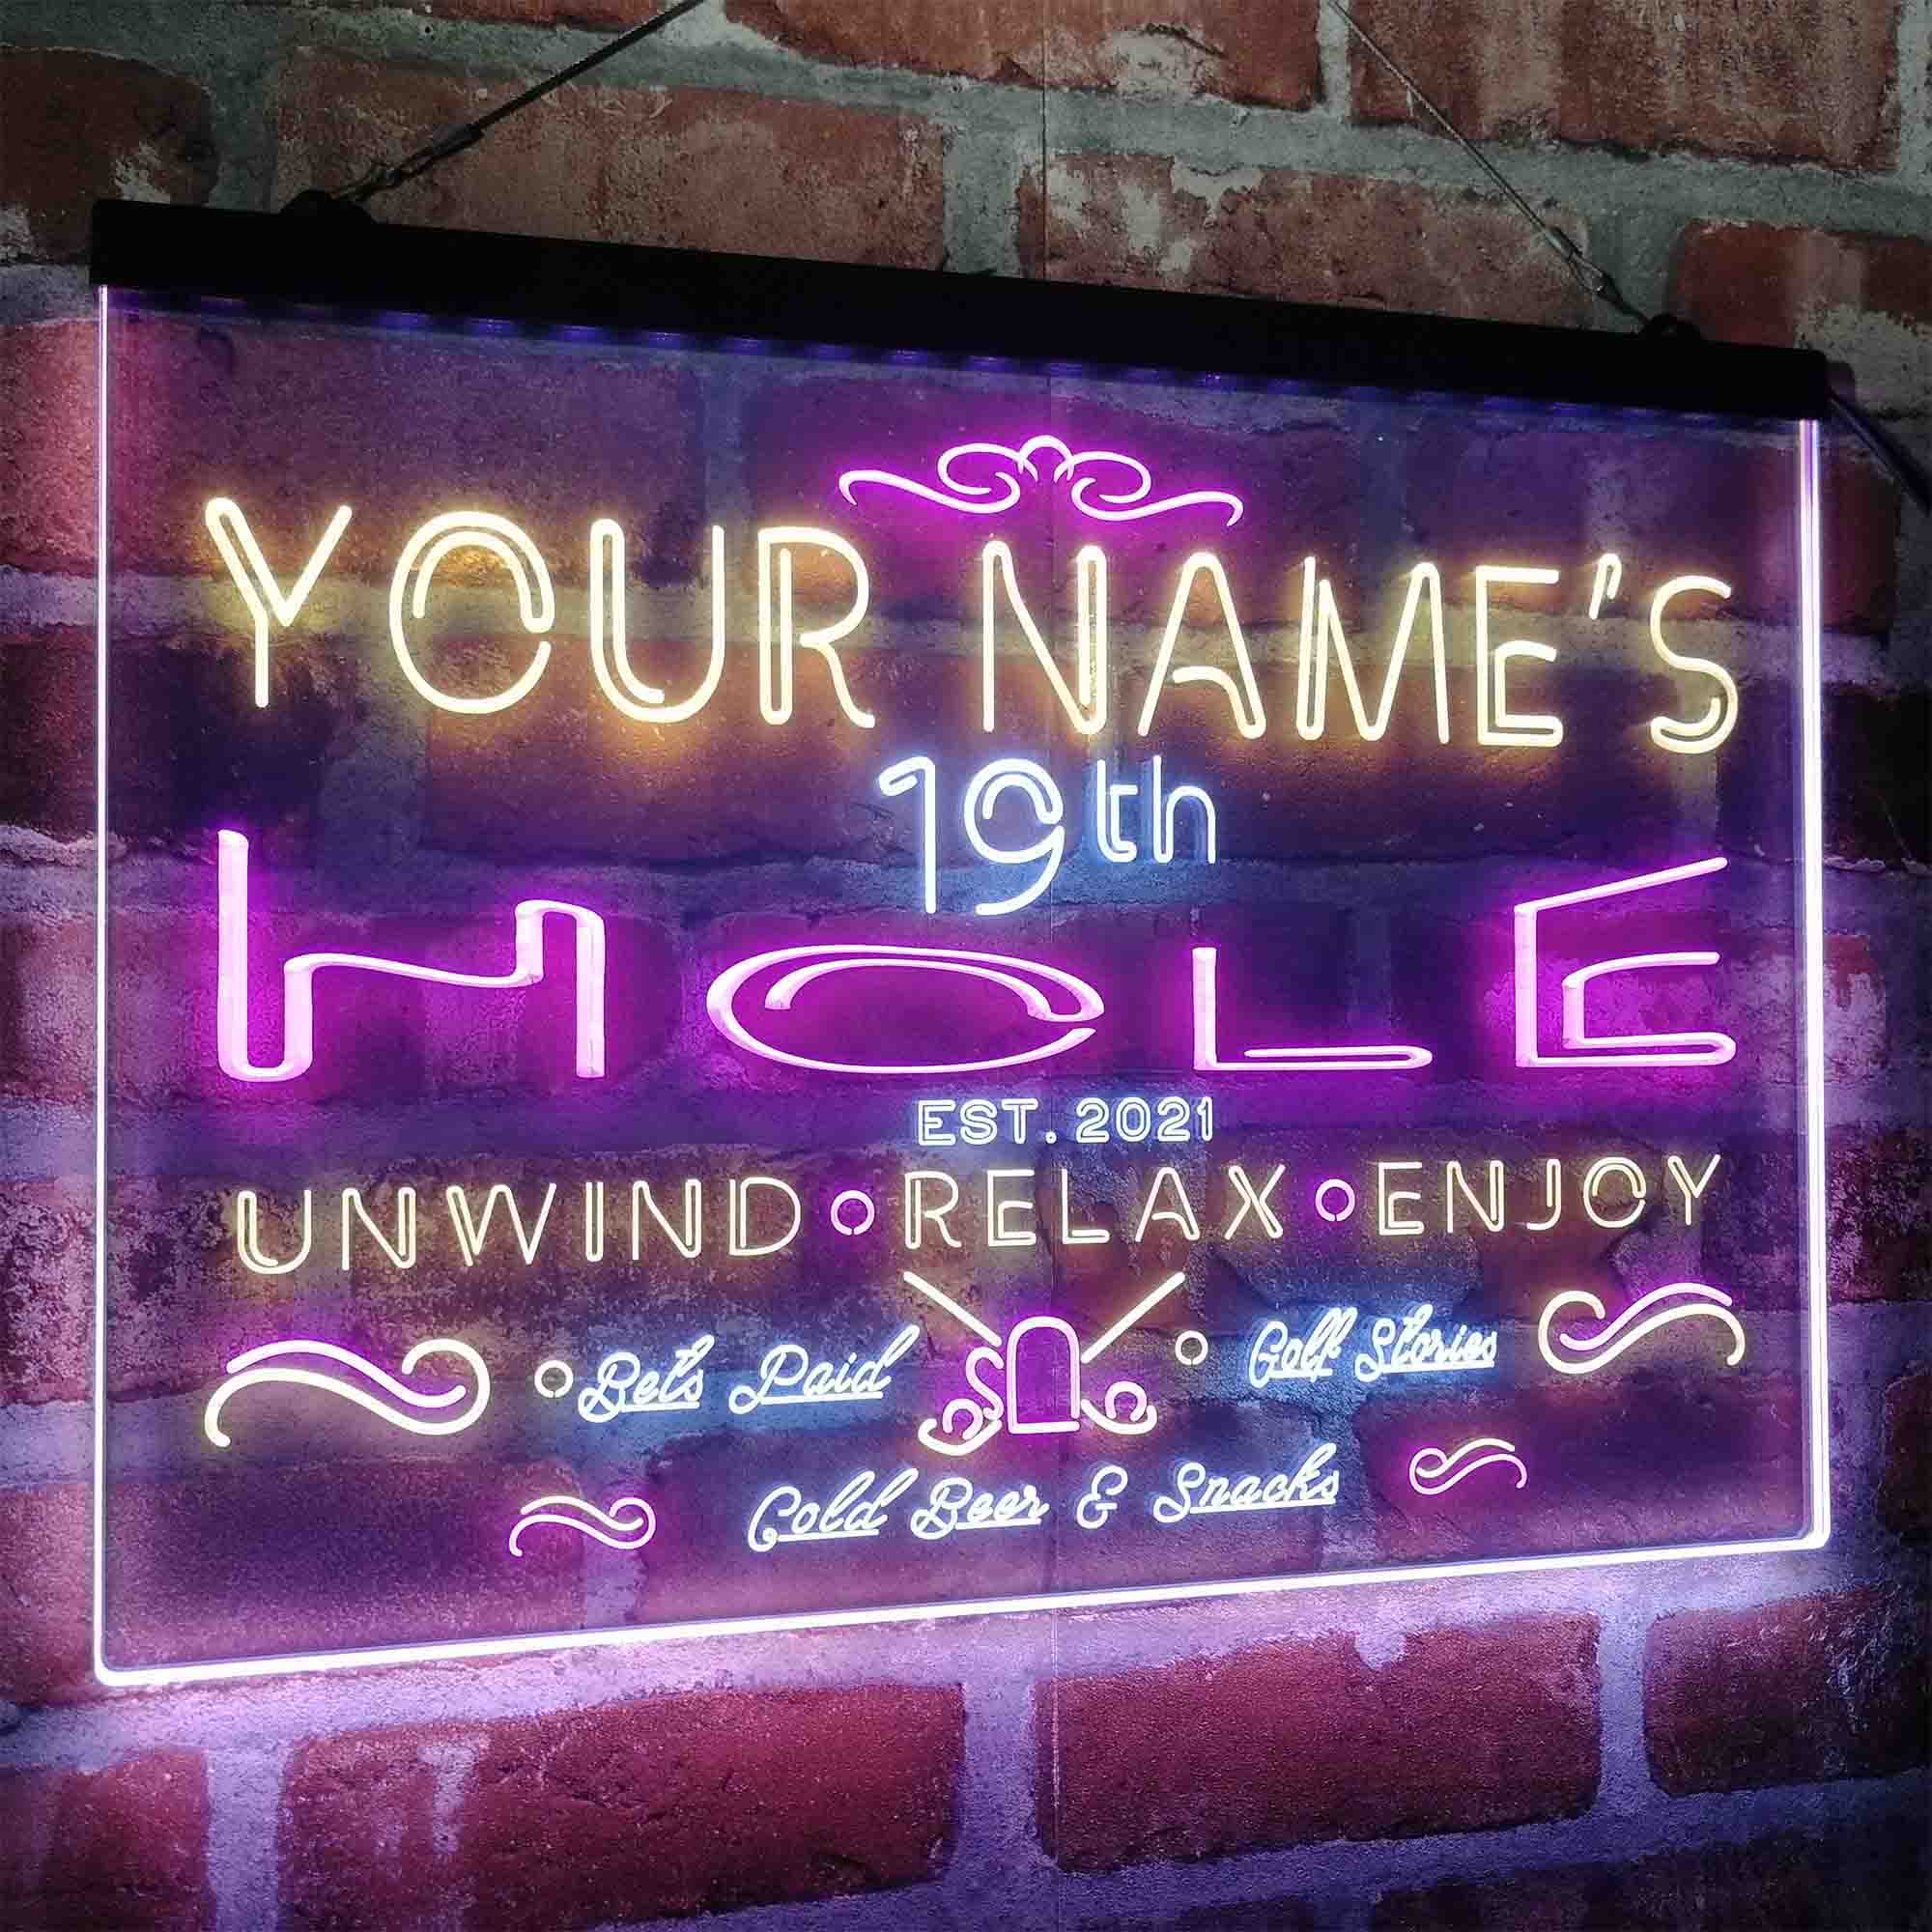 YOUR NAME'S
19th
HOLE
EST. 2021
UNWIND • RELAX • ENJOY
Bets Paid Golf Stories
Cold Beer & Snacks